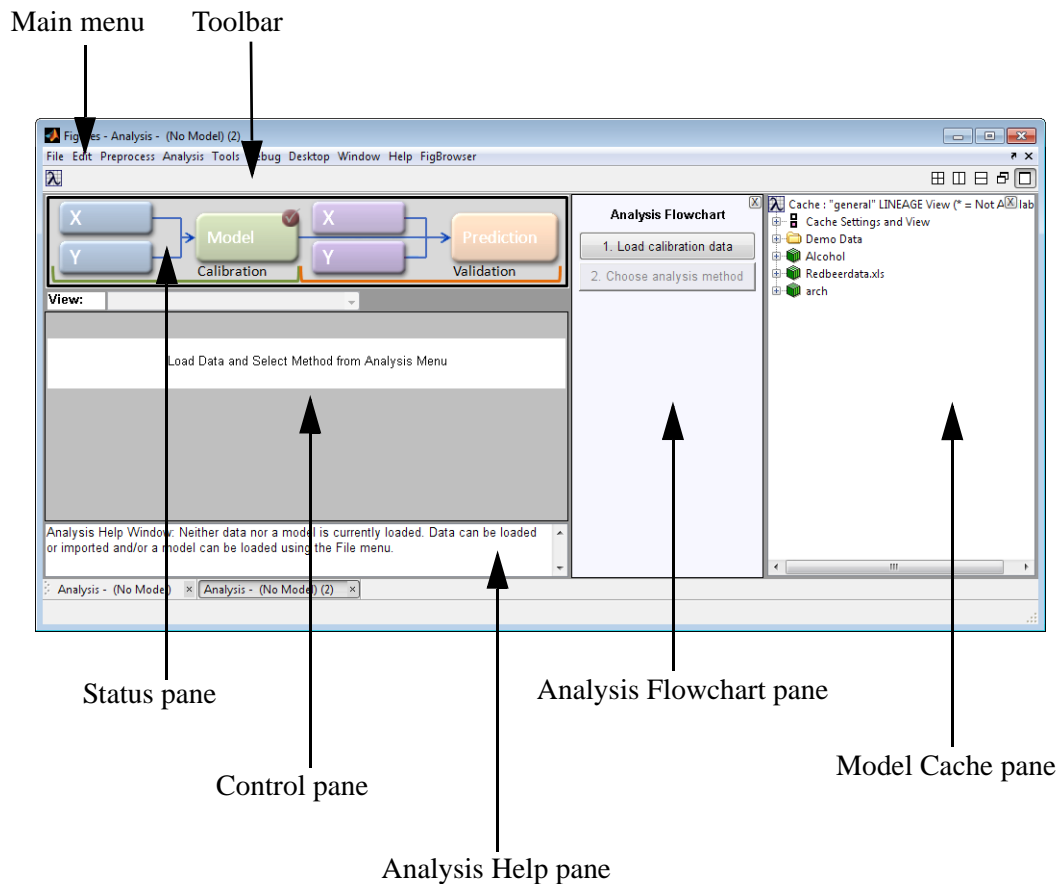 Main menu
Toolbar
Figures - Analysis - (No Model) (2)
File Edit Preprocess Analysis Tools Debug Desktop Window Help FigBrowser
X
Y
Model
Calibration
X
Y
Prediction
Validation
View:
Load Data and Select Method from Analysis Menu
Analysis Help Window: Neither data nor a model is currently loaded. Data can be loaded
or imported and/or a model can be loaded using the File menu.
Analysis Flowchart
1. Load calibration data
2. Choose analysis method
Cache : "general" LINEAGE View (* = Not A lab
Cache Settings and View
Demo Data
Alcohol
Redbeerdata.xls
arch
Analysis - (No Model)
Analysis - (No Model) (2)
Status pane
Analysis Flowchart pane
Control pane
Model Cache pane
Analysis Help pane